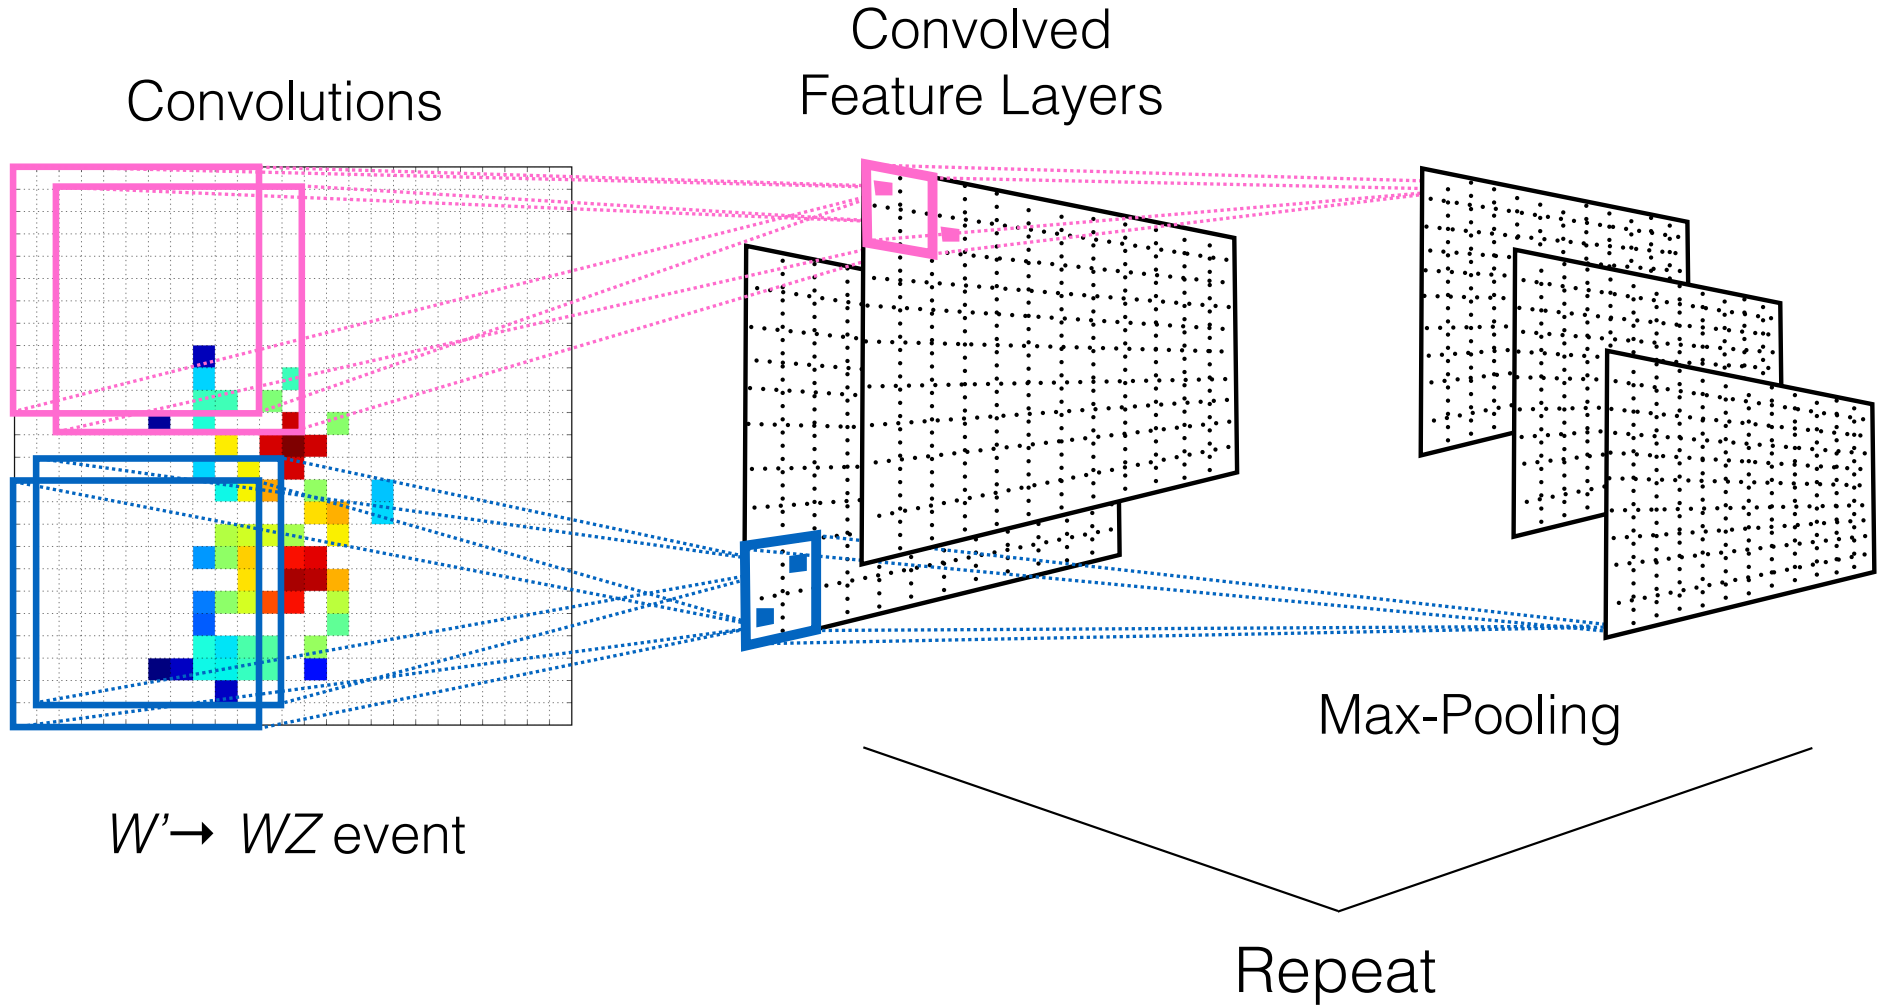 Convolutions
Convolved
Feature Layers
Max-Pooling
W'→ WZ event
Repeat